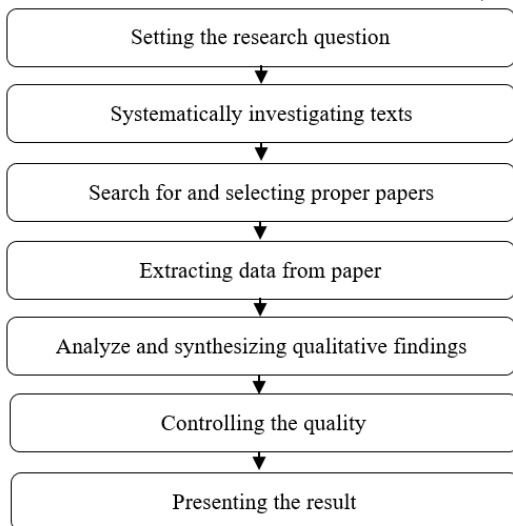 Setting the research question
Systematically investigating texts
Search for and selecting proper papers
Extracting data from paper
Analyze and synthesizing qualitative findings
Controlling the quality
Presenting the result